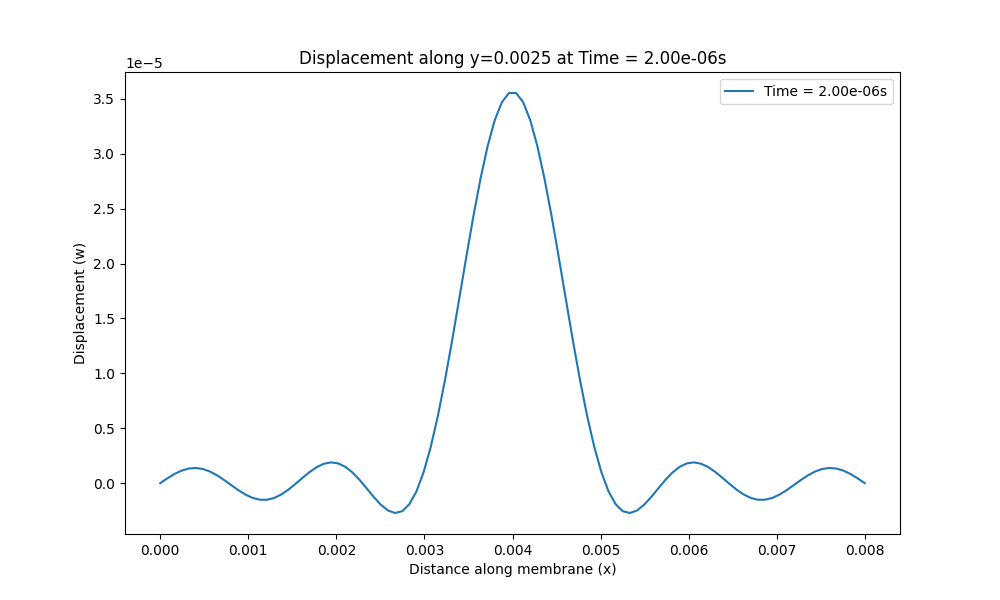 Displacement along y=0.0025 at Time = 2.00e-06s
1e−5
Time = 2.00e-06s
3.5
3.0
2.5
2.0
1.5
1.0
0.5
0.0
Displacement (w)
0.000 0.001 0.002 0.003 0.004 0.005 0.006 0.007 0.008
Distance along membrane (x)